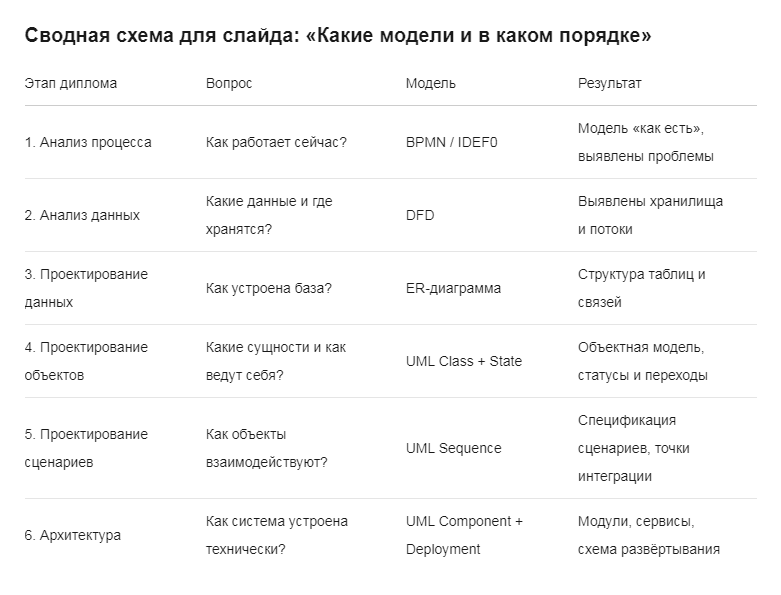 Сводная схема для слайда: «Какие модели и в каком порядке»
Этап диплома Вопрос Модель Результат
1. Анализ процесса Как работает сейчас? BPMN / IDEF0 Модель «как есть»,
выявлены проблемы
2. Анализ данных Какие данные и где
хранятся? DFD Выявлены хранилища
и потоки
3. Проектирование
данных Как устроена база? ER-диаграмма Структура таблиц и
связей
4. Проектирование
объектов Какие сущности и как
ведут себя? UML Class + State Объектная модель,
статусы и переходы
5. Проектирование
сценариев Как объекты
взаимодействуют? UML Sequence Спецификация
сценариев, точки
интеграции
6. Архитектура Как система устроена
технически? UML Component +
Deployment Модули, сервисы,
схема развёртывания